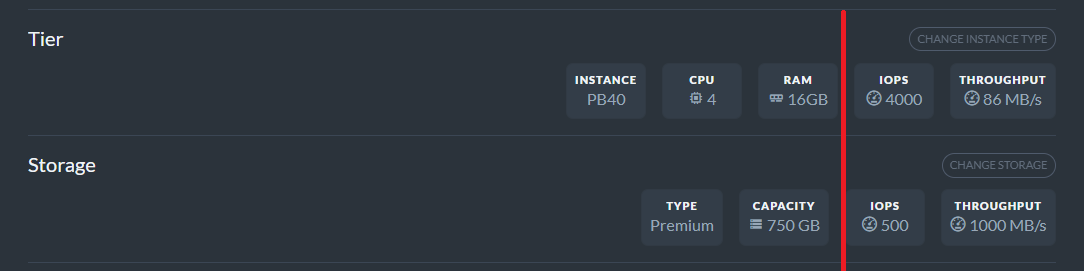 Tier
CHANGE INSTANCE TYPE
INSTANCE CPU RAM IOPS THROUGHPUT
PB40 4 16GB 4000 86 MB/s
Storage
CHANGE STORAGE
TYPE CAPACITY IOPS THROUGHPUT
Premium 750 GB 500 1000 MB/s